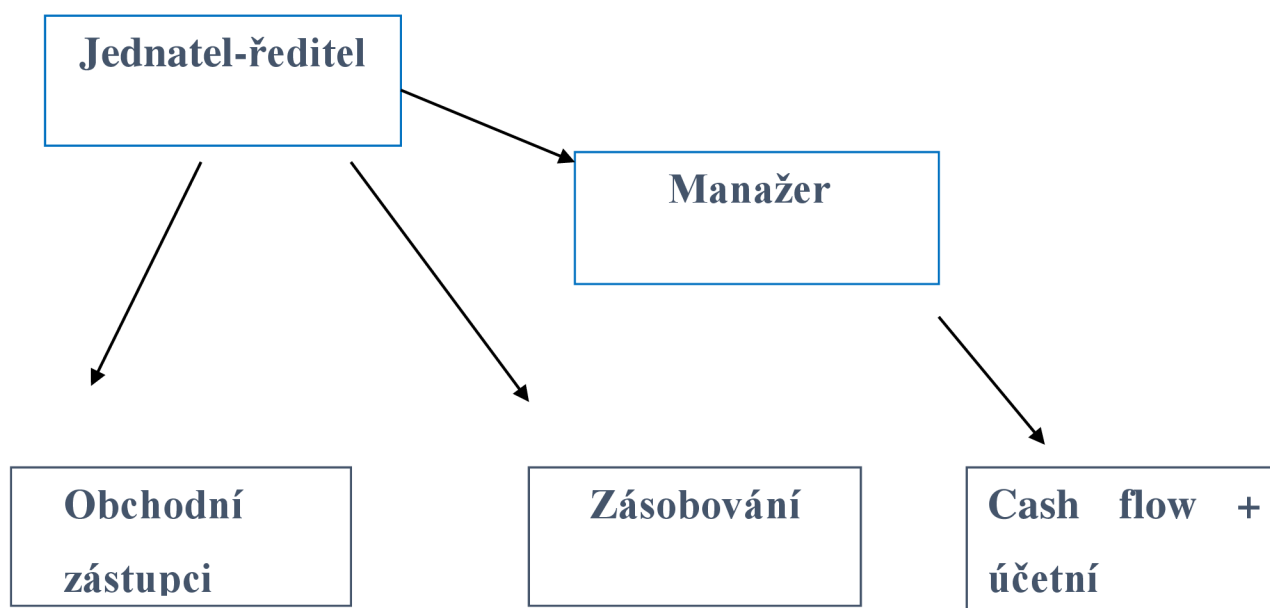 Jednatel-ředitel
Manažer
Obchodní
zástupci
Zásobování
Cash flow +
účetní